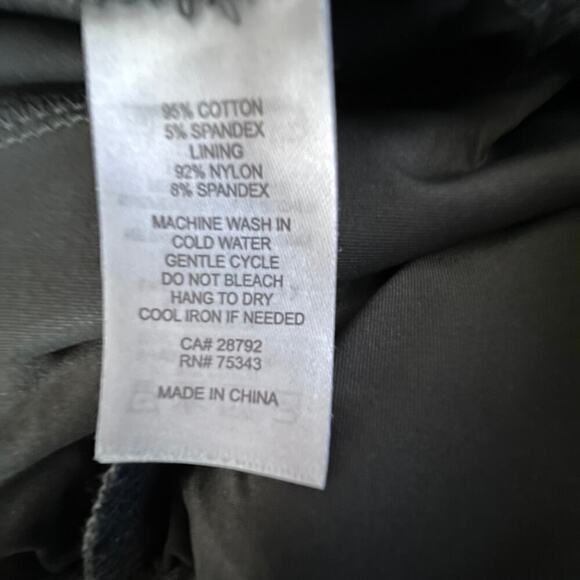 95% COTTON
5% SPANDEX
LINING
92% NYLON
8% SPANDEX
MACHINE WASH IN
COLD WATER
GENTLE CYCLE
DO NOT BLEACH
HANG TO DRY
COOL IRON IF NEEDED
CA# 28792
RN# 75343
MADE IN CHINA